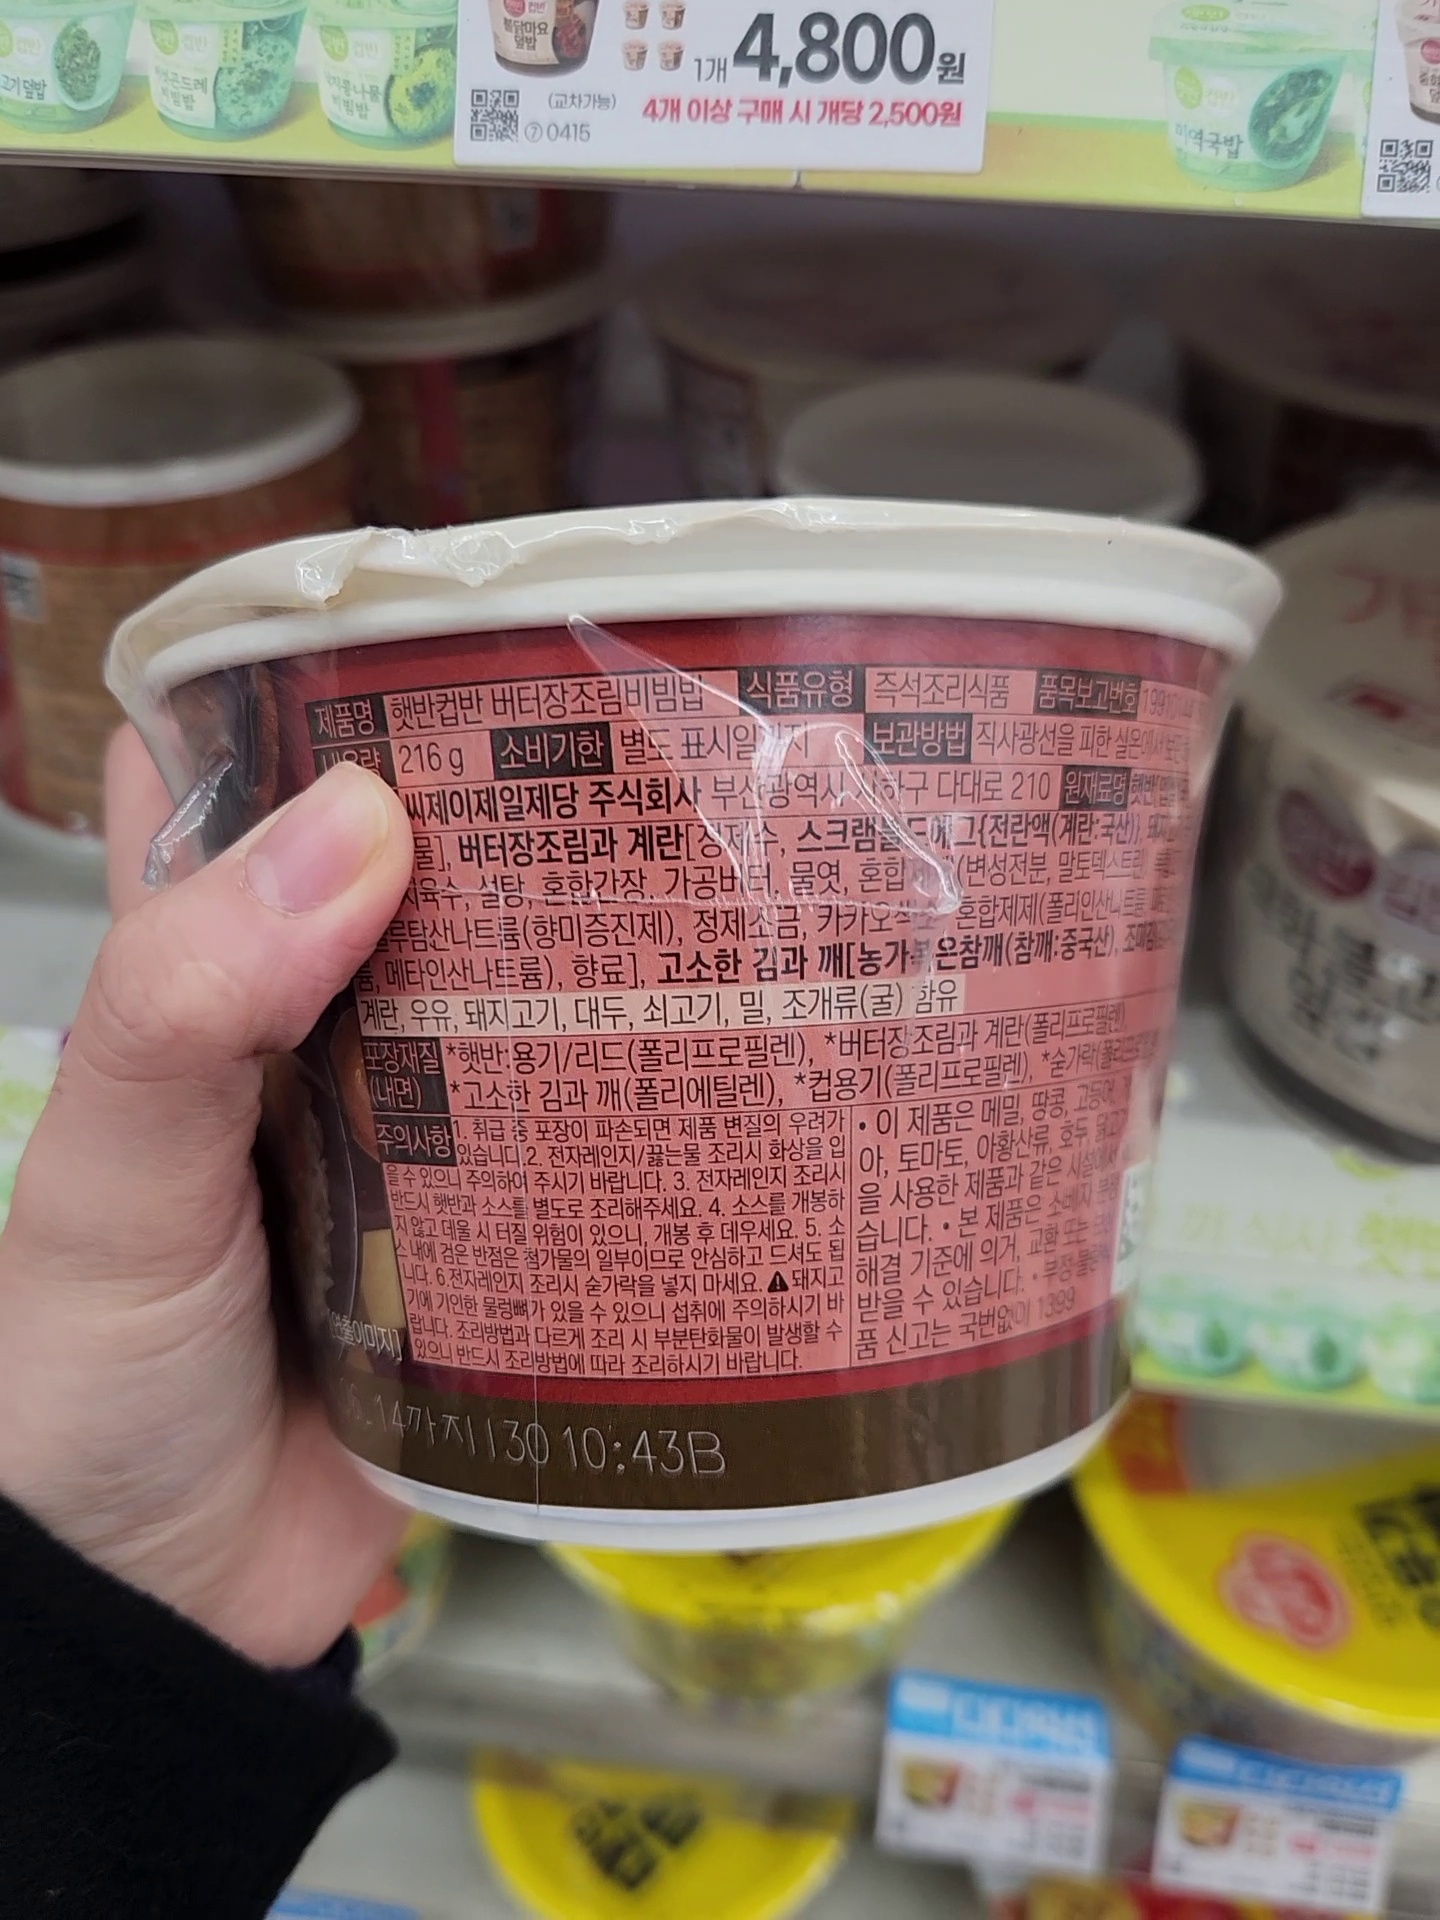 불닭마요
덮밥
1개 4,800원
(교차가능)
4개 이상 구매 시 개당 2,500원
⑦ 0415
미역국밥
제품명 햇반컵반 버터장조림비빔밥 식품유형 즉석조리식품 품목보고번호
내용량 216 g 소비기한 별도 표시일까지 보관방법 직사광선을 피한 실온에서
씨제이제일제당 주식회사 부산광역시 사하구 다대로 210 원재료명 햇반
물], 버터장조림과 계란[정제수, 스크램블드에그{전란액(계란:국산)},
설탕, 혼합간장, 가공버터, 물엿, 혼합제제(변성전분, 말토덱스트린
루탐산나트륨(향미증진제), 정제소금, 카카오색소, 혼합제제(폴리인산나트륨
메타인산나트륨), 향료], 고소한 김과 깨[농가볶은참깨(참깨:중국산),
계란, 우유, 돼지고기, 대두, 쇠고기, 밀, 조개류(굴) 함유
포장재질 *햇반:용기/리드(폴리프로필렌), *버터장조림과 계란(폴리프로필렌),
(내면) *고소한 김과 깨(폴리에틸렌), *컵용기(폴리프로필렌), *숟가락
주의사항 1. 취급 중 포장이 파손되면 제품 변질의 우려가
있습니다.2. 전자레인지/끓는물 조리시 화상을 입
을 수 있으니 주의하여 주시기 바랍니다. 3. 전자레인지 조리시
반드시 햇반과 소스를 별도로 조리해주세요. 4. 소스를 개봉하
지 않고 데울 시 터질 위험이 있으니, 개봉 후 데우세요. 5. 소
스 내에 검은 반점은 첨가물의 일부이므로 안심하고 드셔도 됩
니다. 6.전자레인지 조리시 숟가락을 넣지 마세요. ⚠돼지고
기에 기인한 물렁뼈가 있을 수 있으니 섭취에 주의하시기 바
랍니다. 조리방법과 다르게 조리 시 부분탄화물이 발생할 수
있으니 반드시 조리방법에 따라 조리하시기 바랍니다.
• 이 제품은 메밀, 땅콩, 고등어,
아, 토마토, 아황산류, 호두, 닭고기
을 사용한 제품과 같은 시설에서
습니다. • 본 제품은 소비자 분쟁
해결 기준에 의거, 교환 또는
받을 수 있습니다. • 부정·불량식
품 신고는 국번없이 1399
[연출이미지]
14까지 1130 10:43B